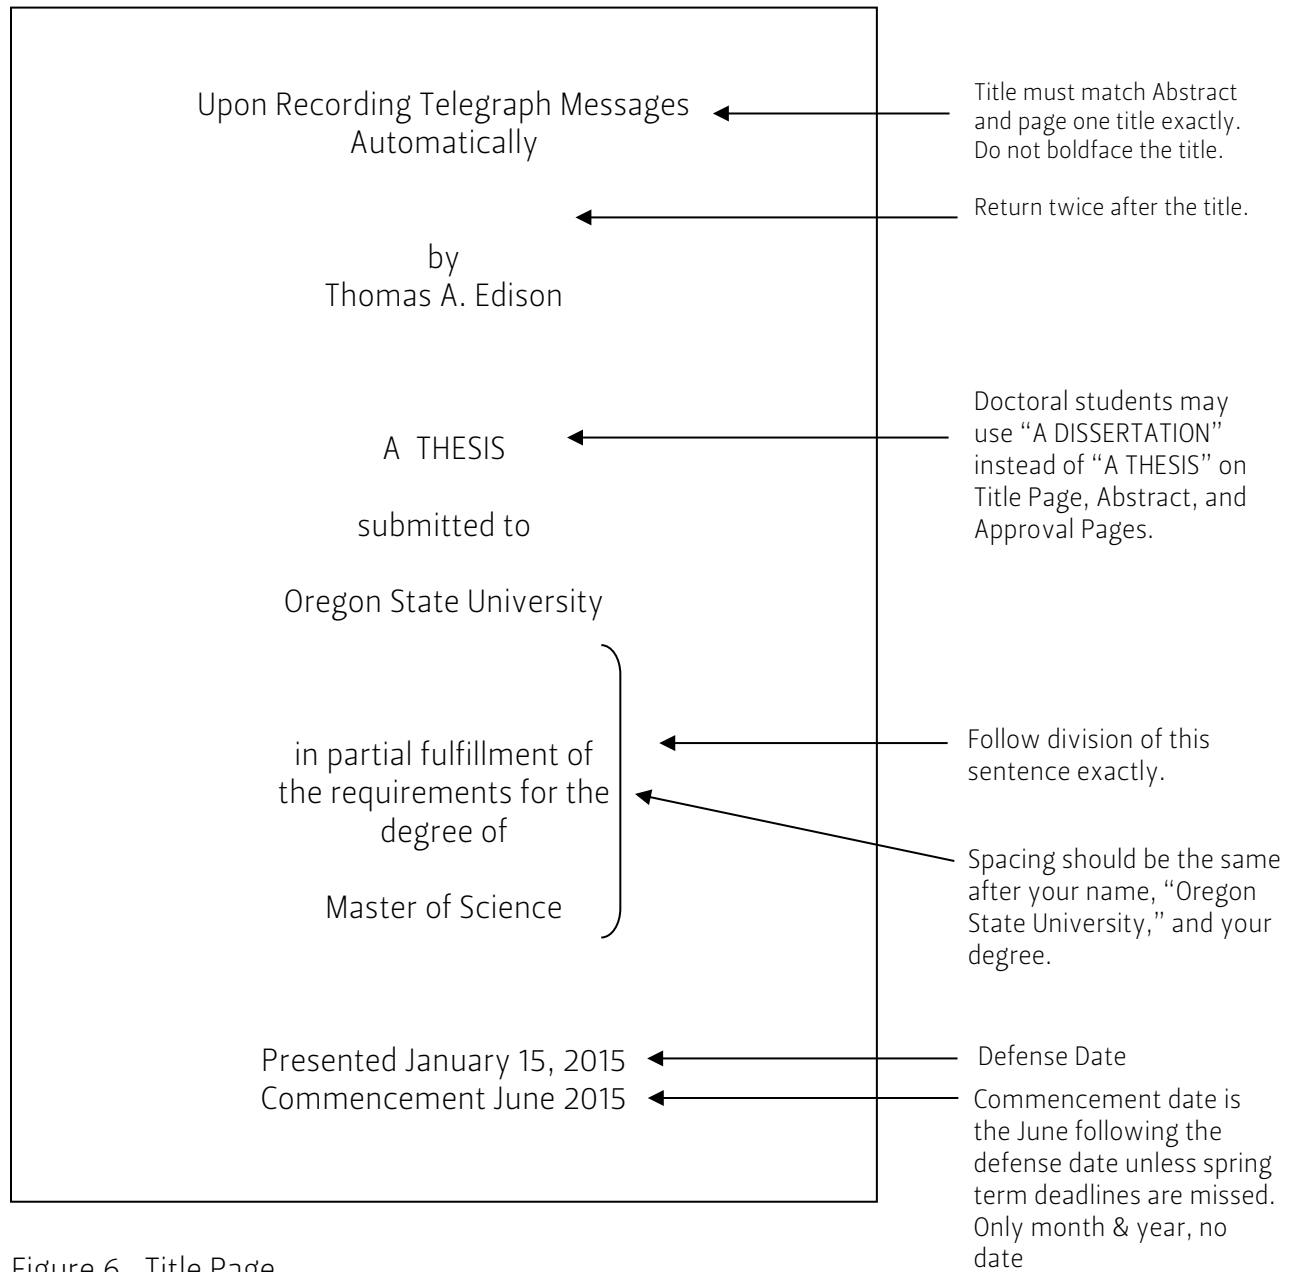 Upon Recording Telegraph Messages
Automatically
Title must match Abstract
and page one title exactly.
Do not boldface the title.
Return twice after the title.
by
Thomas A. Edison
A  THESIS
Doctoral students may
use “A DISSERTATION”
instead of “A THESIS” on
Title Page, Abstract, and
Approval Pages.
submitted to
Oregon State University
in partial fulfillment of
the requirements for the
degree of
Master of Science
Follow division of this
sentence exactly.
Spacing should be the same
after your name, “Oregon
State University,” and your
degree.
Presented January 15, 2015
Commencement June 2015
Defense Date
Commencement date is
the June following the
defense date unless spring
term deadlines are missed.
Only month & year, no
date
Figure 6. Title Page